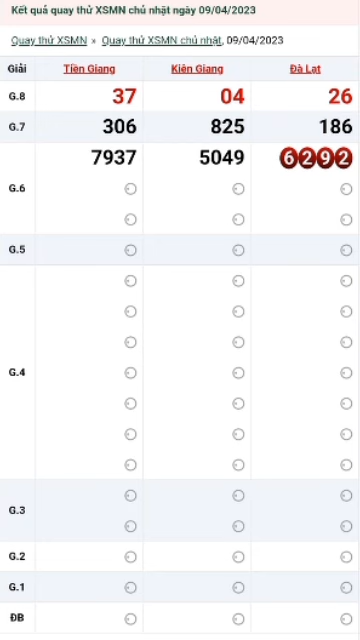 Kết quả quay thử XSMN chủ nhật ngày 09/04/2023
Quay thử XSMN » Quay thử XSMN chủ nhật, 09/04/2023
Giải Tiền Giang Kiên Giang Đà Lạt
G.8 37 04 26
G.7 306 825 186
7937 5049 6292
G.6
G.5
G.4
G.3
G.2
G.1
ĐB